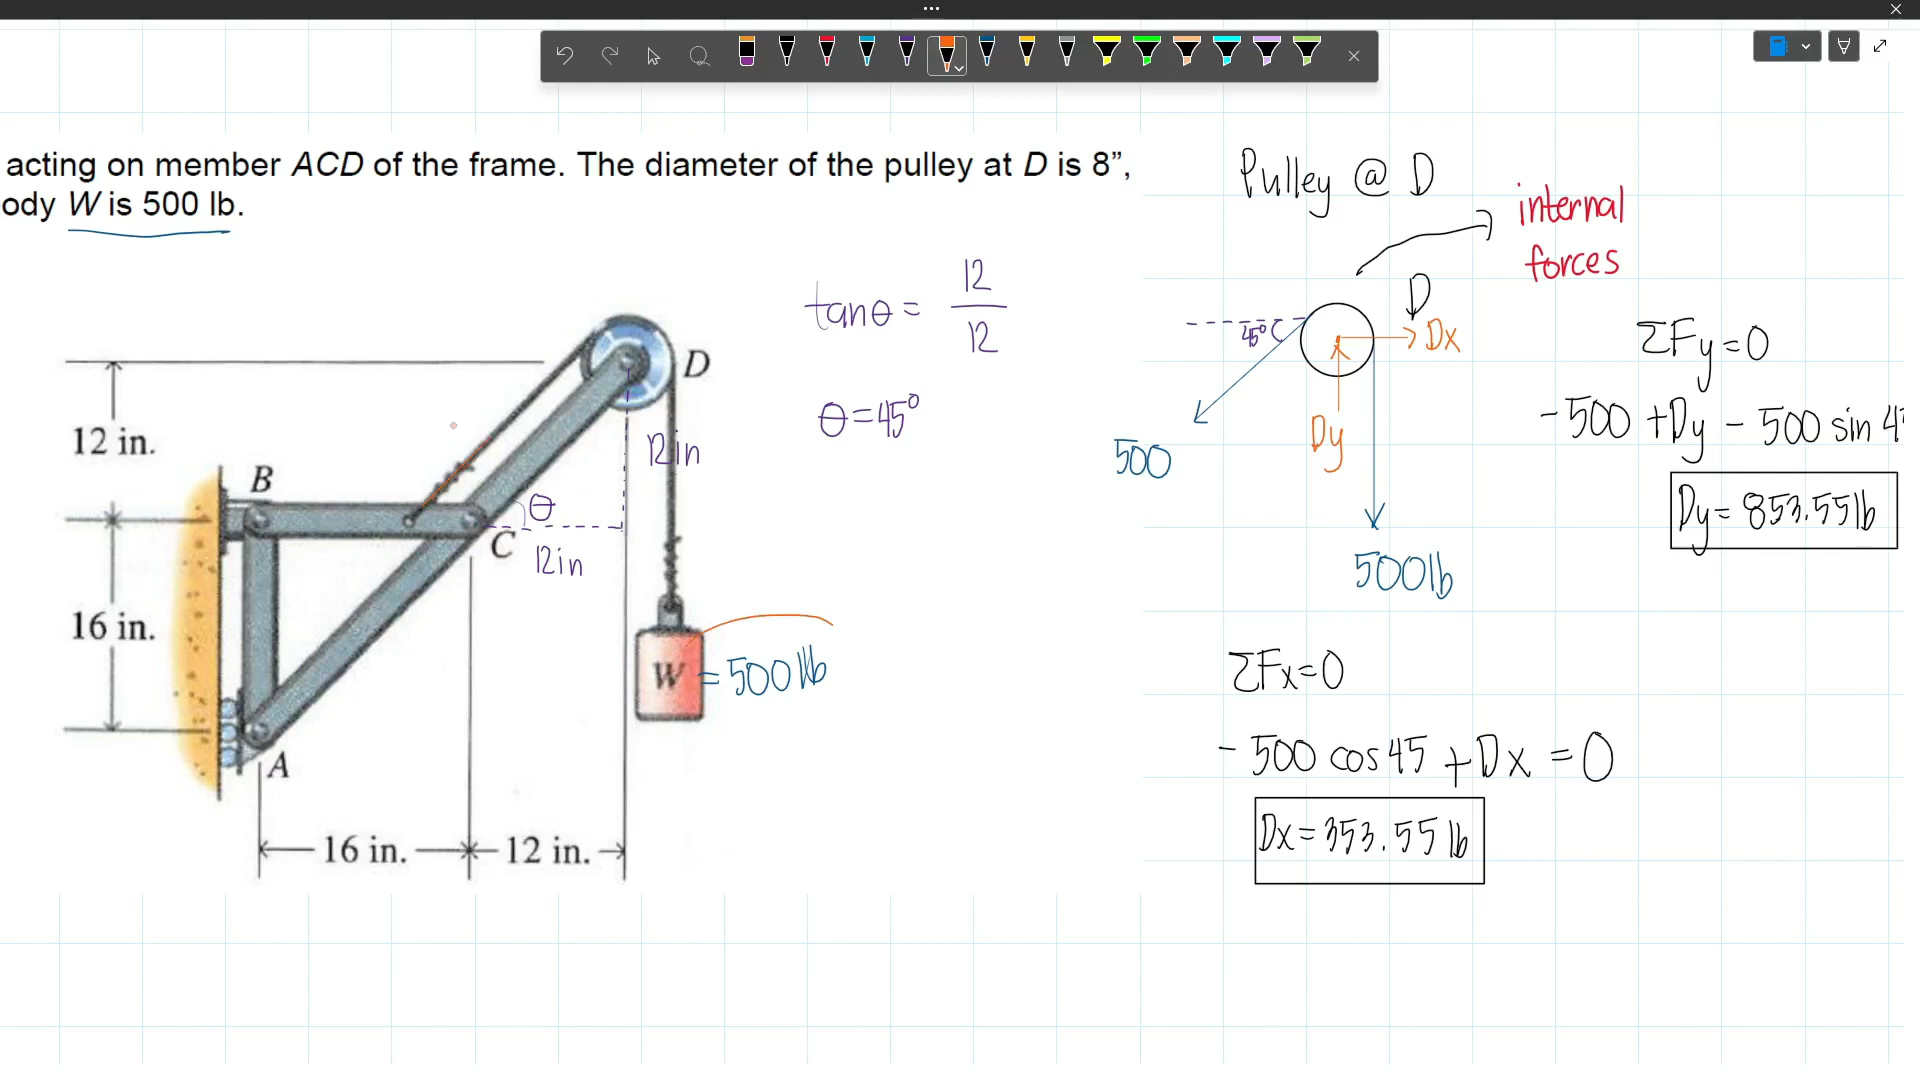 acting on member ACD of the frame. The diameter of the pulley at D is 8”,
ody W is 500 lb.
Pulley @ D
internal
forces
tanθ = 12
12
θ = 45°
D
45°
Dx
Dy
500
500lb
ΣFy = 0
-500 + Dy - 500 sin 4
Dy = 853.55lb
D
12 in.
B
12in
θ
C
12in
16 in.
W = 500 lb
A
16 in.
12 in.
ΣFx = 0
- 500 cos 45 + Dx = 0
Dx = 353.55 lb